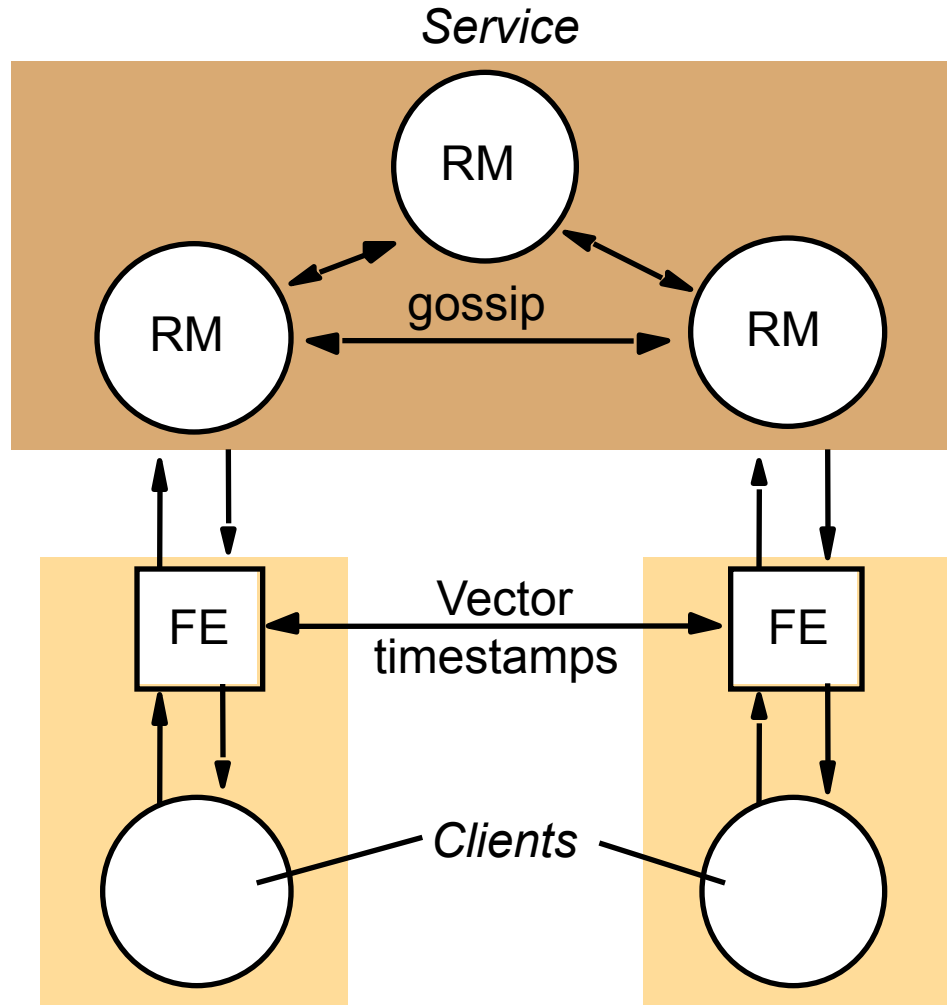 Service
RM
RM
gossip
RM
FE
Vector
timestamps
FE
Clients